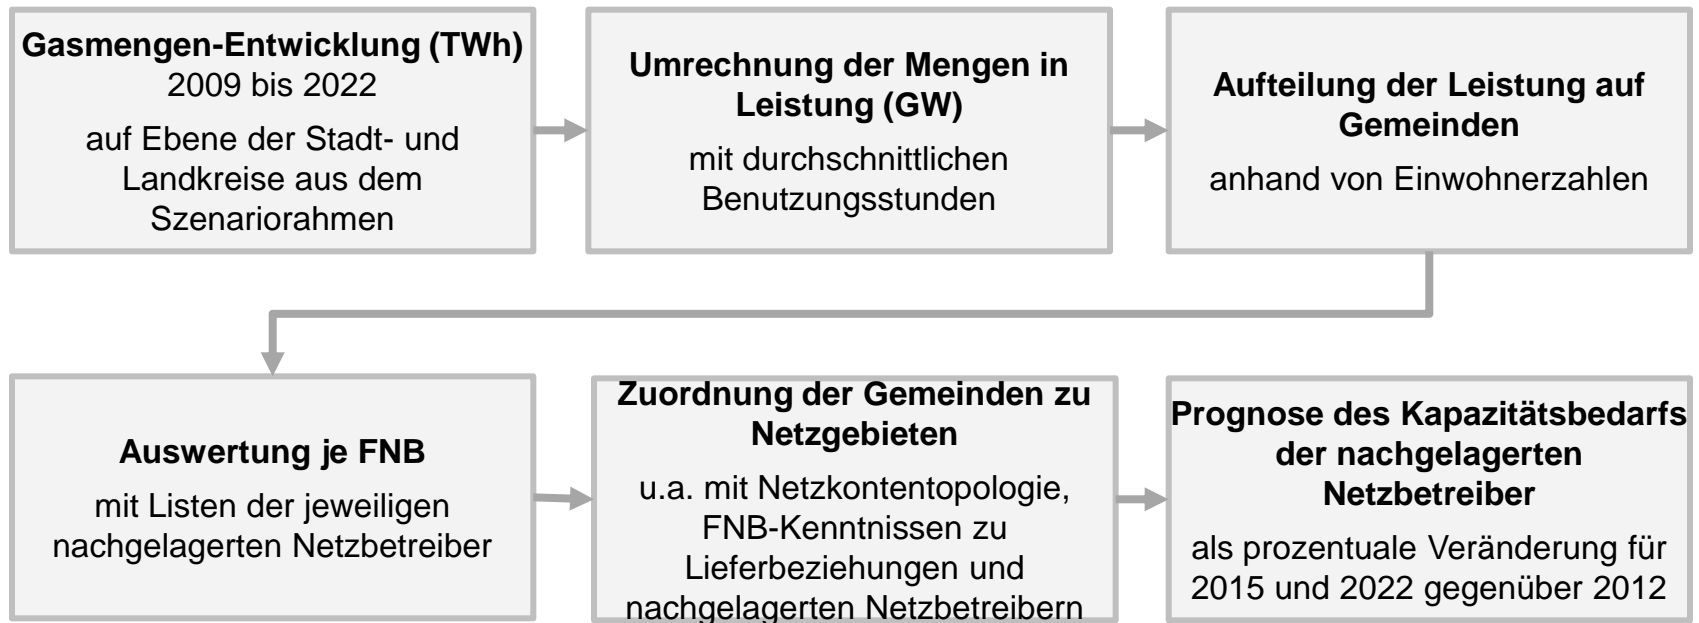 Gasmengen-Entwicklung (TWh)
2009 bis 2022
auf Ebene der Stadt- und
Landkreise aus dem
Szenariorahmen
Umrechnung der Mengen in
Leistung (GW)
mit durchschnittlichen
Benutzungsstunden
Aufteilung der Leistung auf
Gemeinden
anhand von Einwohnerzahlen
Auswertung je FNB
mit Listen der jeweiligen
nachgelagerten Netzbetreiber
Zuordnung der Gemeinden zu
Netzgebieten
u.a. mit Netzkontentopologie,
FNB-Kenntnissen zu
Lieferbeziehungen und
nachgelagerten Netzbetreibern
Prognose des Kapazitätsbedarfs
der nachgelagerten
Netzbetreiber
als prozentuale Veränderung für
2015 und 2022 gegenüber 2012